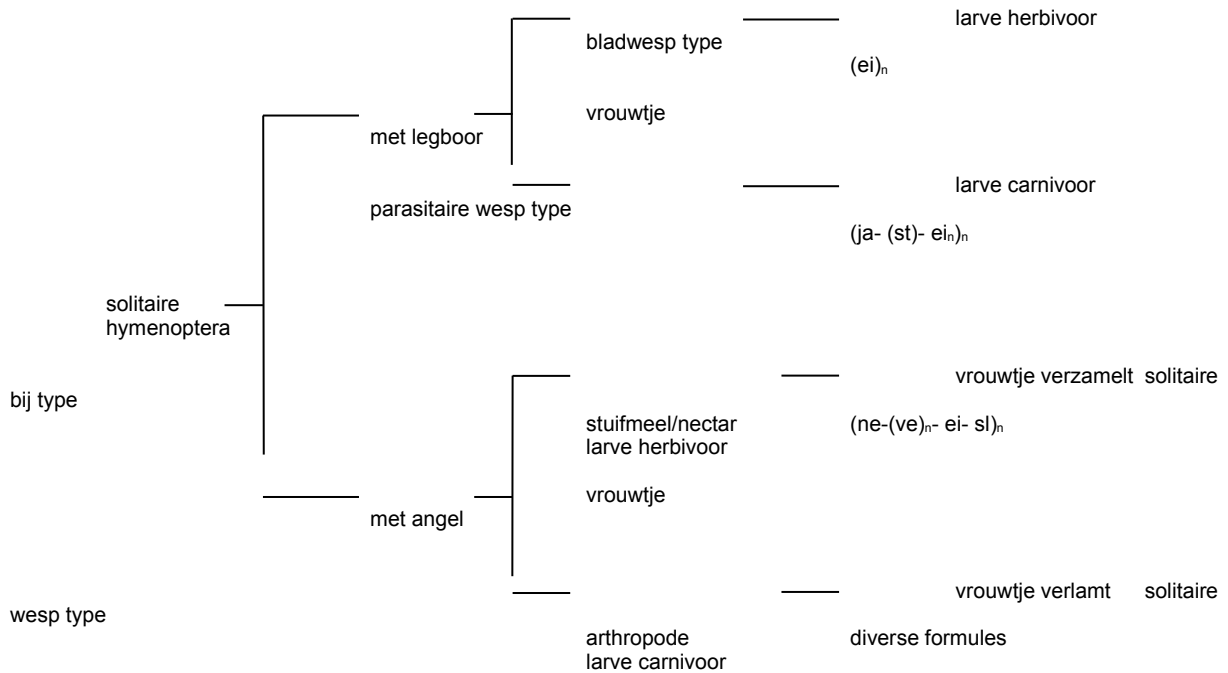 larve herbivoor
bladwesp type
(ei)n
vrouwtje
met legboor
larve carnivoor
parasitaire wesp type
(ja- (st)- ein)n
solitaire
hymenoptera
vrouwtje verzamelt solitaire
bij type
stuifmeel/nectar (ne-(ve)n- ei- sl)n
larve herbivoor
vrouwtje
met angel
vrouwtje verlamt solitaire
wesp type
arthropode diverse formules
larve carnivoor